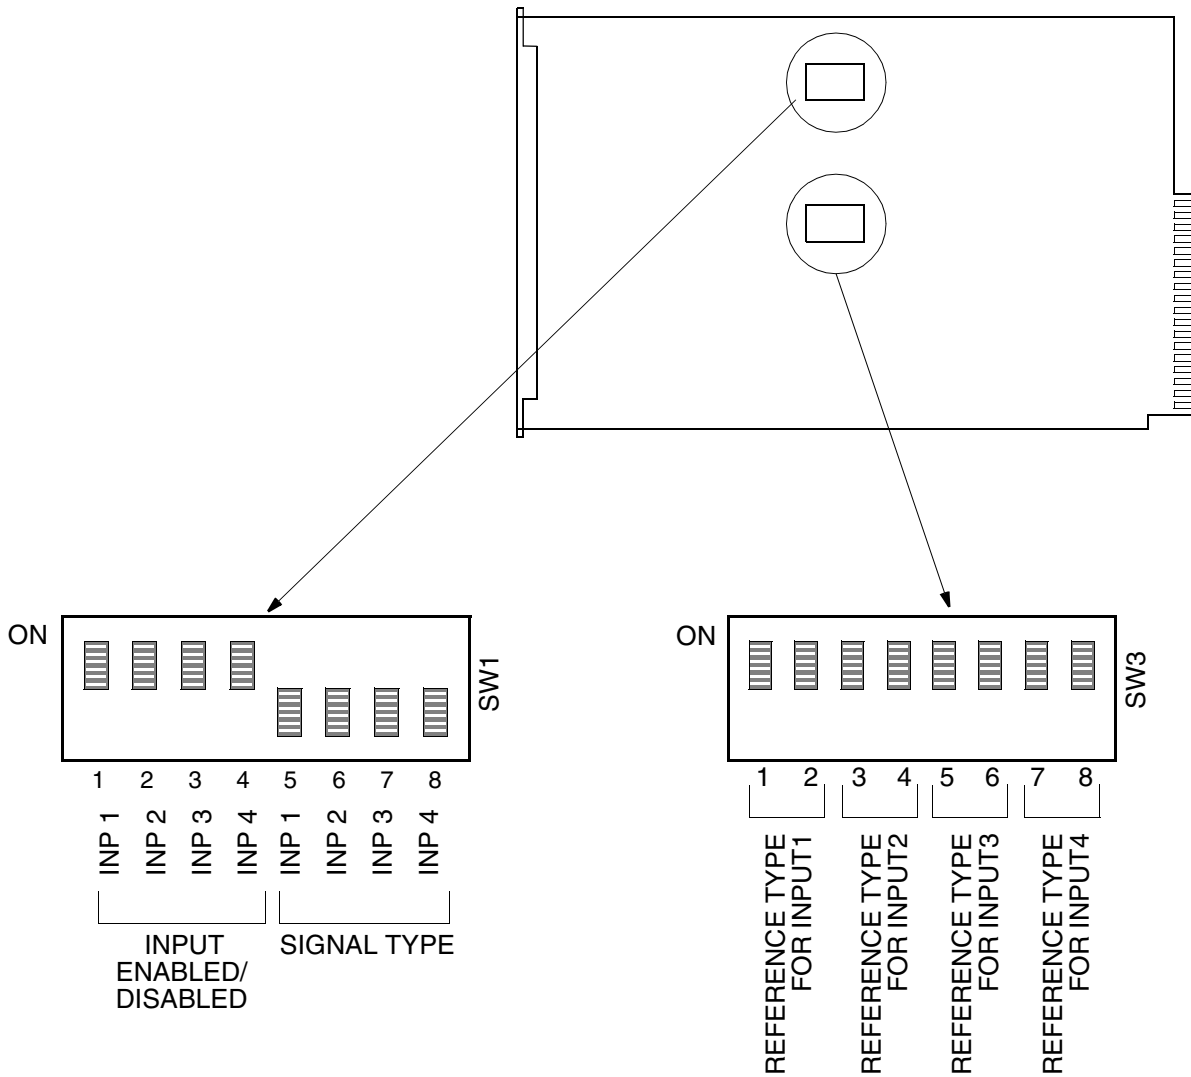 ON
SW1
1 2 3 4 5 6 7 8
INP 1
INP 2
INP 3
INP 4
INP 1
INP 2
INP 3
INP 4
INPUT
ENABLED/
DISABLED
SIGNAL TYPE
ON
SW3
1 2 3 4 5 6 7 8
REFERENCE TYPE
FOR INPUT1
REFERENCE TYPE
FOR INPUT2
REFERENCE TYPE
FOR INPUT3
REFERENCE TYPE
FOR INPUT4